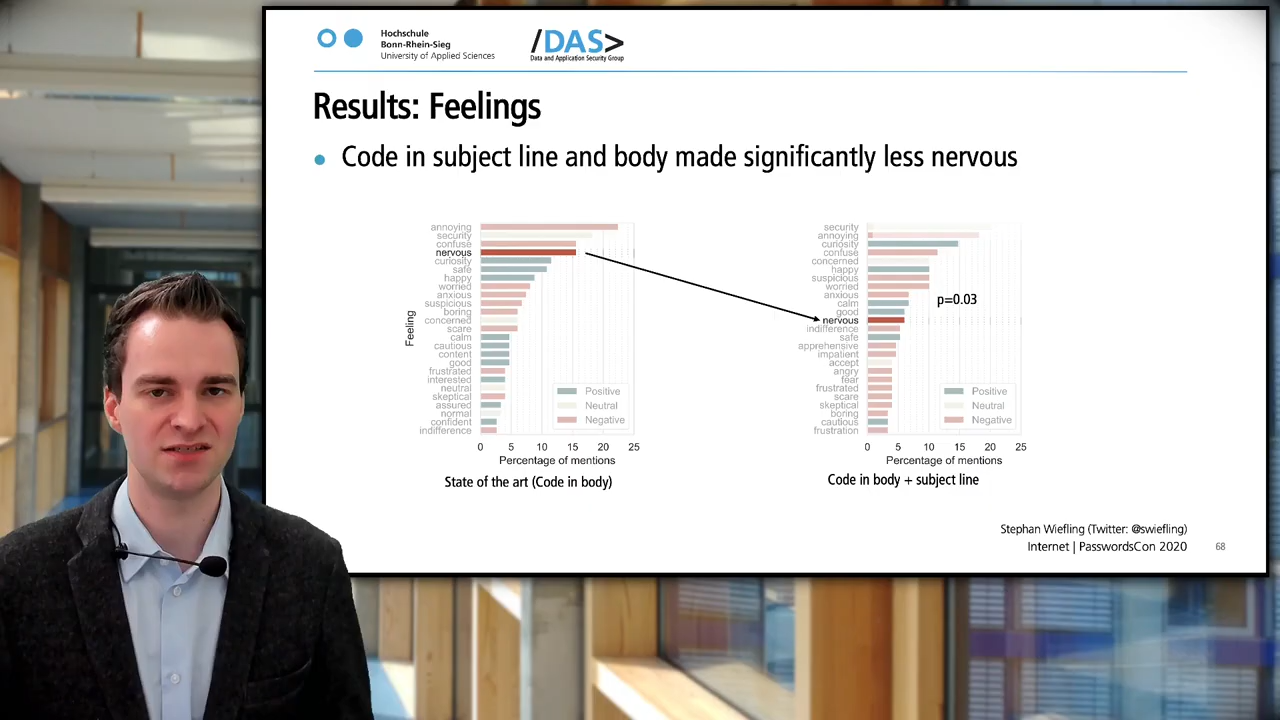 Hochschule
Bonn-Rhein-Sieg
University of Applied Sciences
/DAS>
Data and Application Security Group
Results: Feelings
Code in subject line and body made significantly less nervous
Feeling
annoying
security
confuse
nervous
curiosity
safe
happy
worried
anxious
suspicious
boring
concerned
scare
calm
cautious
content
good
frustrated
interested
neutral
skeptical
assured
normal
confident
indifference
Positive
Neutral
Negative
0 5 10 15 20 25
Percentage of mentions
State of the art (Code in body)
security
annoying
curiosity
confuse
concerned
happy
suspicious
worried
anxious
calm
good
nervous
indifference
safe
apprehensive
impatient
accept
angry
fear
frustrated
scare
skeptical
boring
cautious
frustration
p=0.03
Positive
Neutral
Negative
0 5 10 15 20 25
Percentage of mentions
Code in body + subject line
Stephan Wiefling (Twitter: @swiefling)
Internet | PasswordsCon 2020
68